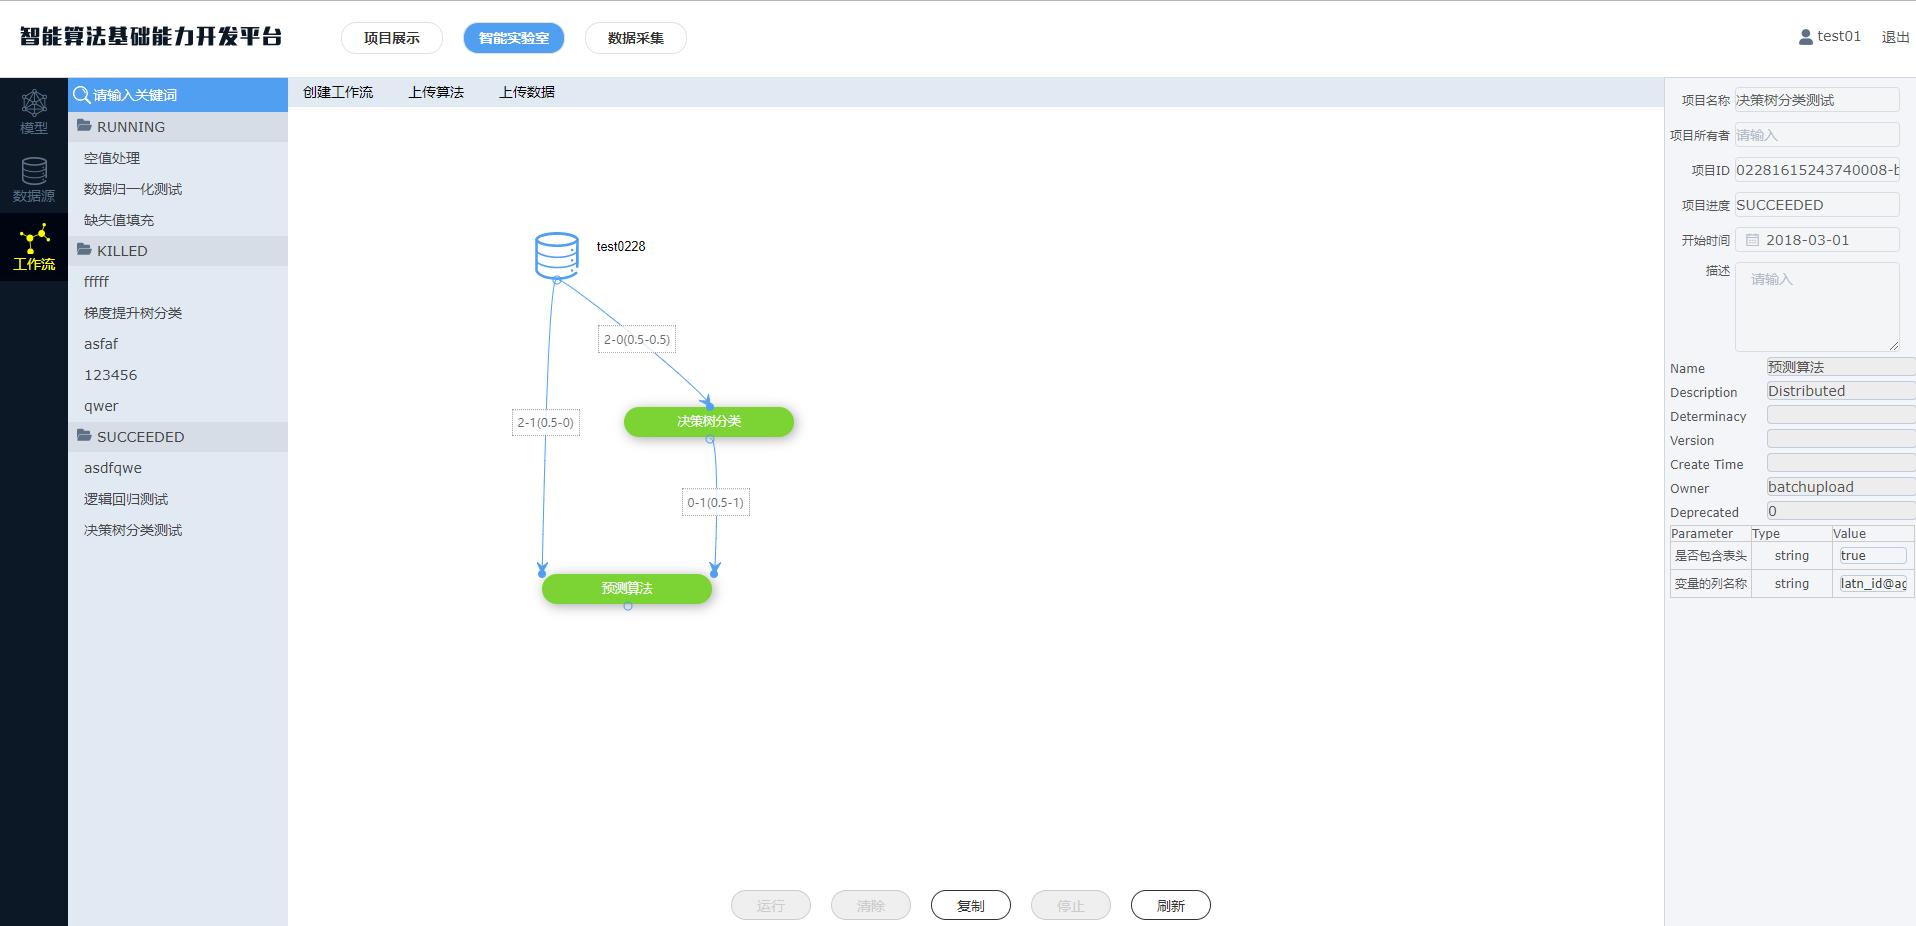 智能算法基础能力开发平台
项目展示
智能实验室
数据采集
test01
退出
模型
数据源
工作流
请输入关键词
RUNNING
空值处理
数据归一化测试
缺失值填充
KILLED
fffff
梯度提升树分类
asfaf
123456
qwer
SUCCEEDED
asdfqwe
逻辑回归测试
决策树分类测试
创建工作流
上传算法
上传数据
test0228
2-0(0.5-0.5)
2-1(0.5-0)
决策树分类
0-1(0.5-1)
预测算法
运行
清除
复制
停止
刷新
项目名称 决策树分类测试
项目所有者 请输入
项目ID 02281615243740008-b
项目进度 SUCCEEDED
开始时间 2018-03-01
描述 请输入
Name 预测算法
Description Distributed
Determinacy
Version
Create Time
Owner batchupload
Deprecated 0
Parameter Type Value
是否包含表头 string true
变量的列名称 string latn_id@ag